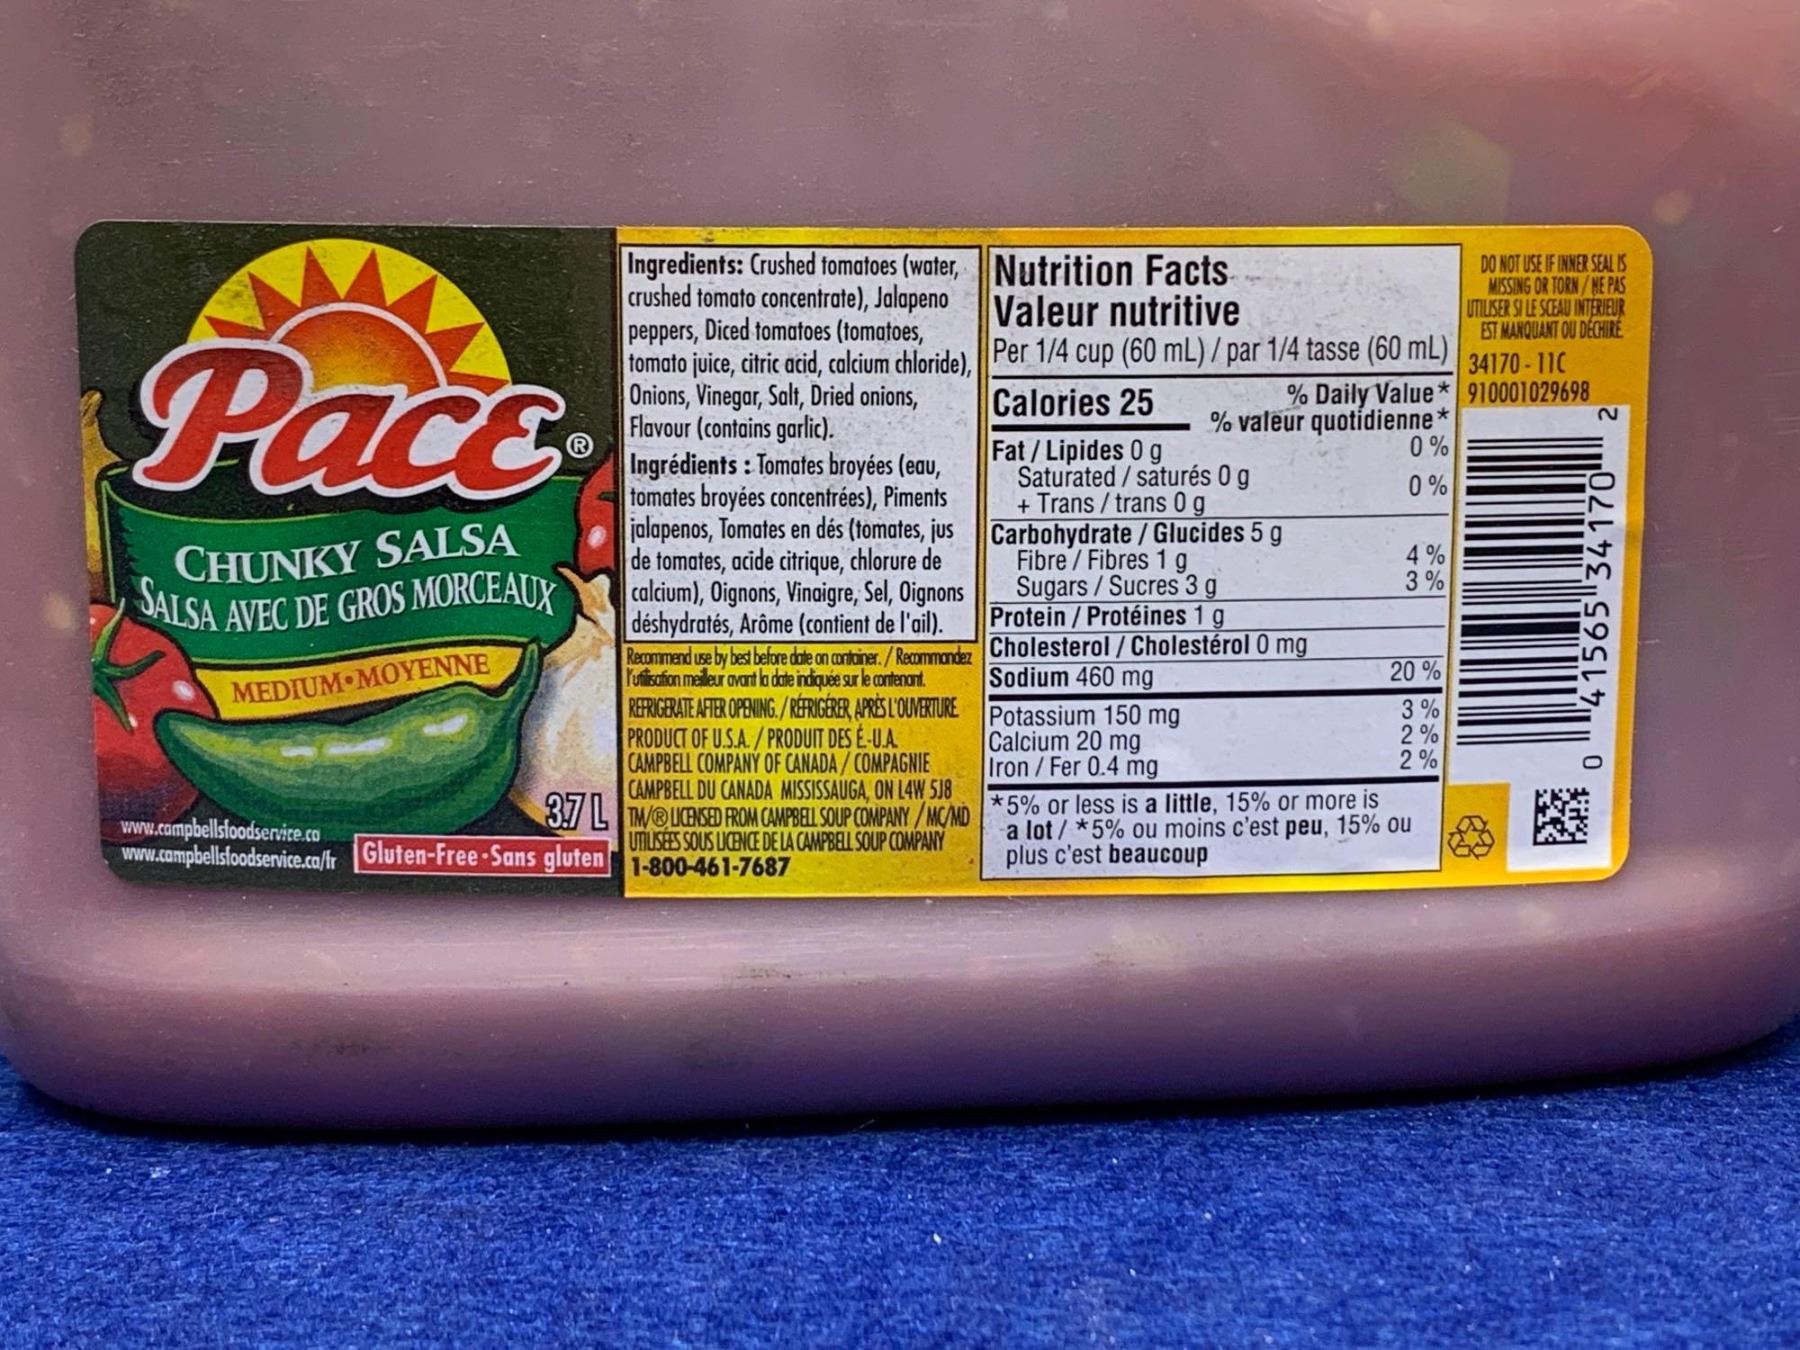 Pace®
CHUNKY SALSA
SALSA AVEC DE GROS MORCEAUX
MEDIUM•MOYENNE
3.7 L
www.campbellsfoodservice.ca
www.campbellsfoodservice.ca/fr
Gluten-Free•Sans gluten
Ingredients: Crushed tomatoes (water,
crushed tomato concentrate), Jalapeno
peppers, Diced tomatoes (tomatoes,
tomato juice, citric acid, calcium chloride),
Onions, Vinegar, Salt, Dried onions,
Flavour (contains garlic).
Ingrédients : Tomates broyées (eau,
tomates broyées concentrées), Piments
jalapenos, Tomates en dés (tomates, jus
de tomates, acide citrique, chlorure de
calcium), Oignons, Vinaigre, Sel, Oignons
déshydratés, Arôme (contient de l'ail).
Recommend use by best before date on container. / Recommandez
l'utilisation meilleur avant la date indiquée sur le contenant.
REFRIGERATE AFTER OPENING. / RÉFRIGÉRER, APRÈS L'OUVERTURE.
PRODUCT OF U.S.A. / PRODUIT DES É.-U.A.
CAMPBELL COMPANY OF CANADA / COMPAGNIE
CAMPBELL DU CANADA MISSISSAUGA, ON L4W 5J8
TM/® LICENSED FROM CAMPBELL SOUP COMPANY / MC/MD
UTILISÉES SOUS LICENCE DE LA CAMPBELL SOUP COMPANY
1-800-461-7687
Nutrition Facts
Valeur nutritive
Per 1/4 cup (60 mL) / par 1/4 tasse (60 mL)
Calories 25 % Daily Value*
% valeur quotidienne*
Fat / Lipides 0 g 0 %
Saturated / saturés 0 g
+ Trans / trans 0 g 0 %
Carbohydrate / Glucides 5 g
Fibre / Fibres 1 g 4 %
Sugars / Sucres 3 g 3 %
Protein / Protéines 1 g
Cholesterol / Cholestérol 0 mg
Sodium 460 mg 20 %
Potassium 150 mg 3 %
Calcium 20 mg 2 %
Iron / Fer 0.4 mg 2 %
*5% or less is a little, 15% or more is
a lot / *5% ou moins c'est peu, 15% ou
plus c'est beaucoup
DO NOT USE IF INNER SEAL IS
MISSING OR TORN / NE PAS
UTILISER SI LE SCEAU INTÉRIEUR
EST MANQUANT OU DÉCHIRÉ.
34170 - 11C
910001029698
0 41565 34170 2